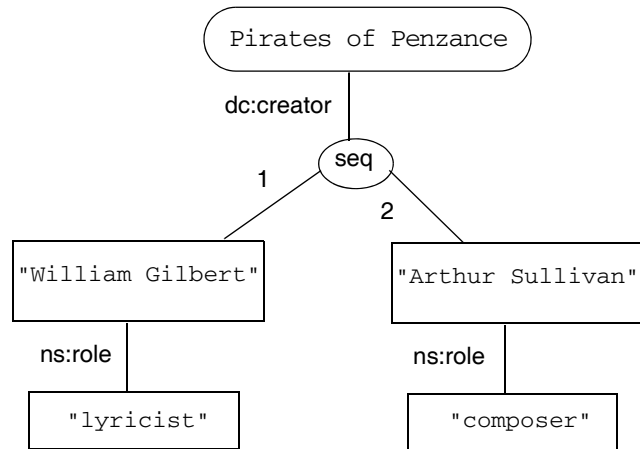 Pirates of Penzance
dc:creator
seq
1
2
"William Gilbert"
"Arthur Sullivan"
ns:role
ns:role
"lyricist"
"composer"